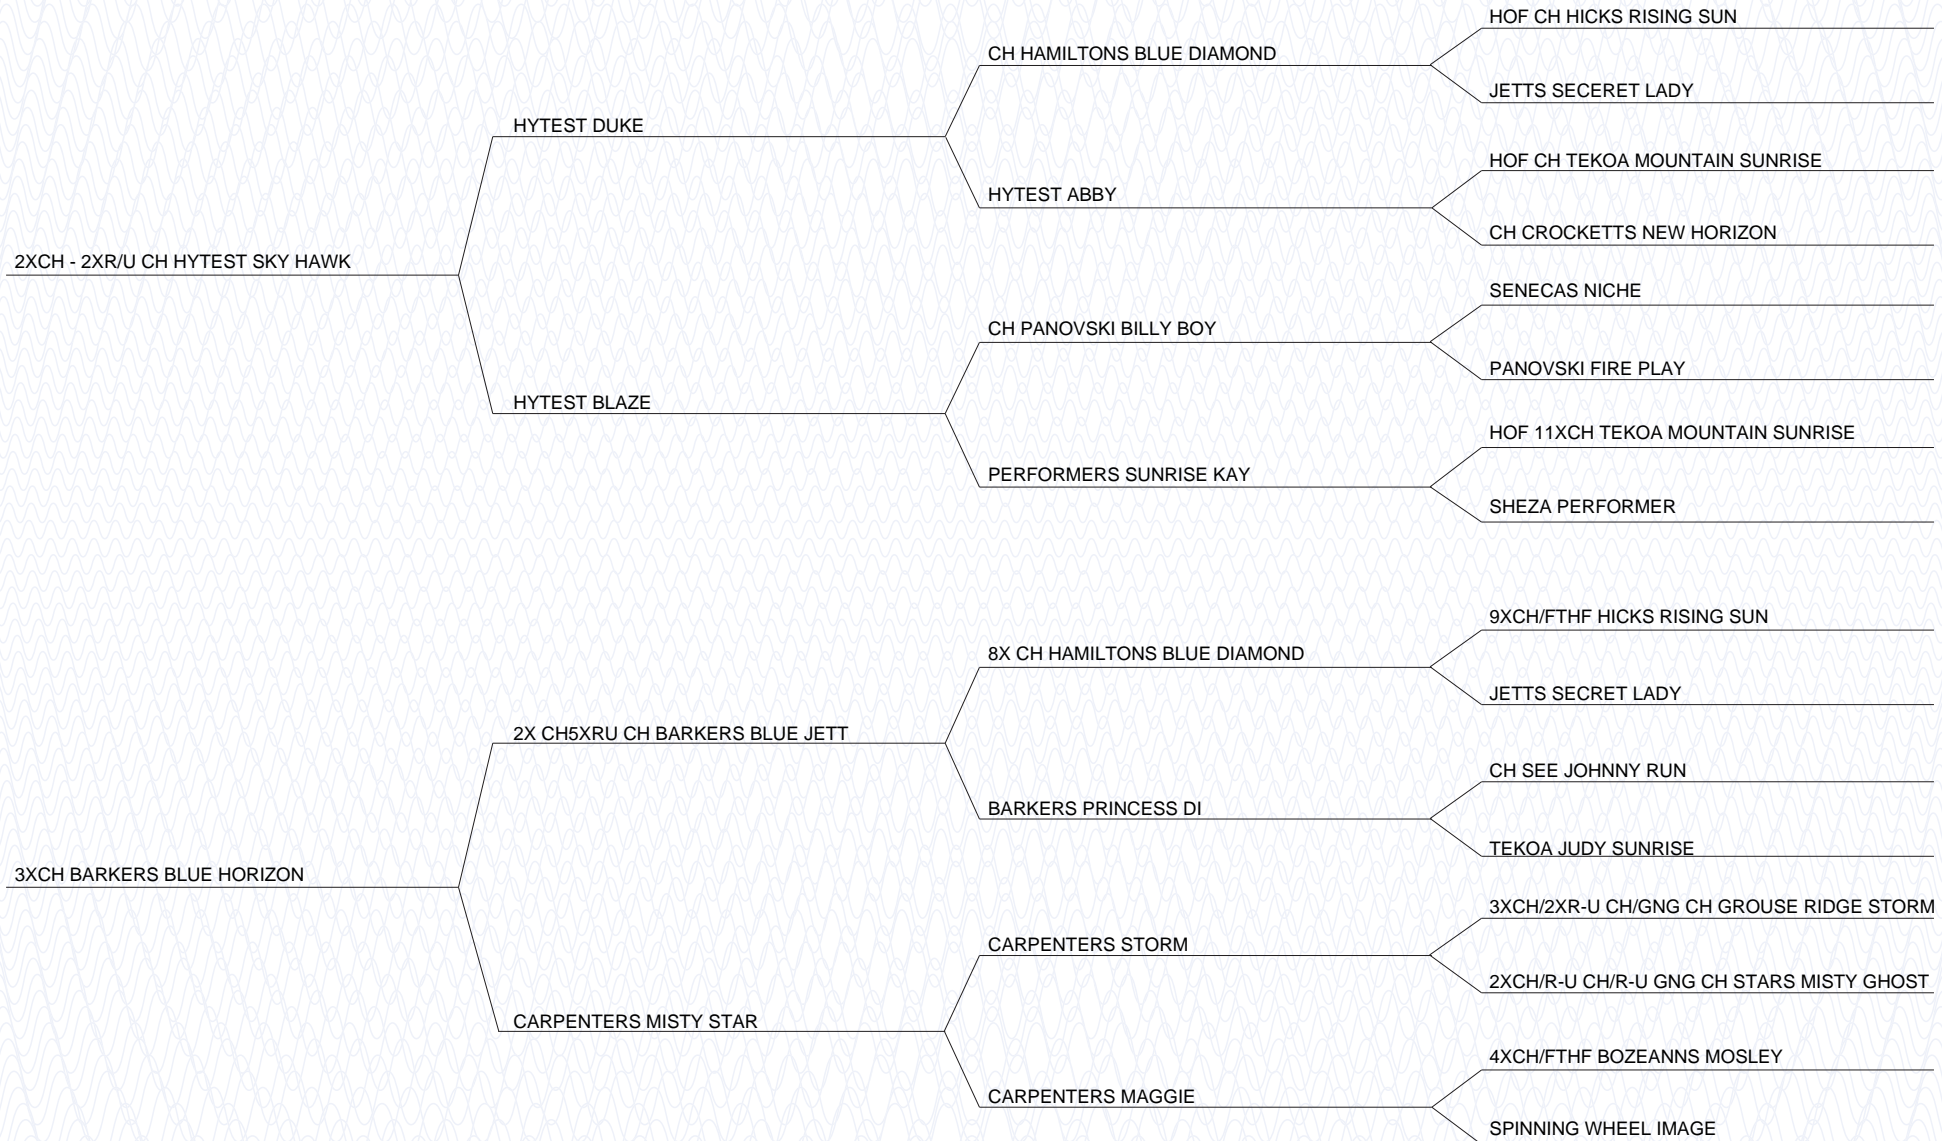 HOF CH HICKS RISING SUN
CH HAMILTONS BLUE DIAMOND
JETTS SECERET LADY
HYTEST DUKE
HOF CH TEKOA MOUNTAIN SUNRISE
HYTEST ABBY
CH CROCKETTS NEW HORIZON
2XCH - 2XR/U CH HYTEST SKY HAWK
SENECAS NICHE
CH PANOVSKI BILLY BOY
PANOVSKI FIRE PLAY
HYTEST BLAZE
HOF 11XCH TEKOA MOUNTAIN SUNRISE
PERFORMERS SUNRISE KAY
SHEZA PERFORMER
9XCH/FTHF HICKS RISING SUN
8X CH HAMILTONS BLUE DIAMOND
JETTS SECRET LADY
2X CH5XRU CH BARKERS BLUE JETT
CH SEE JOHNNY RUN
BARKERS PRINCESS DI
TEKOA JUDY SUNRISE
3XCH BARKERS BLUE HORIZON
3XCH/2XR-U CH/GNG CH GROUSE RIDGE STORM
CARPENTERS STORM
2XCH/R-U CH/R-U GNG CH STARS MISTY GHOST
CARPENTERS MISTY STAR
4XCH/FTHF BOZEANNS MOSLEY
CARPENTERS MAGGIE
SPINNING WHEEL IMAGE